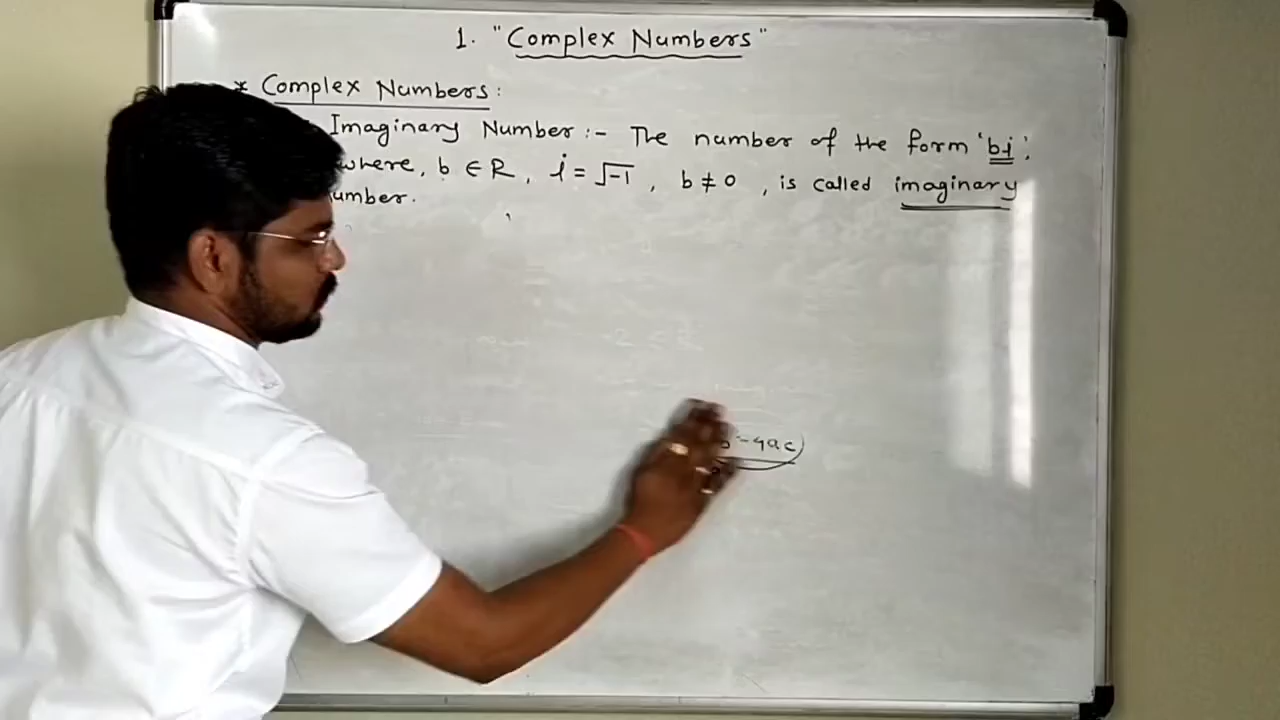 1. "Complex Numbers"
* Complex Numbers:
Imaginary Number :- The number of the form 'bi',
where, b ∈ R, i = √-1, b ≠ 0, is called imaginary
umber.
b²-4ac